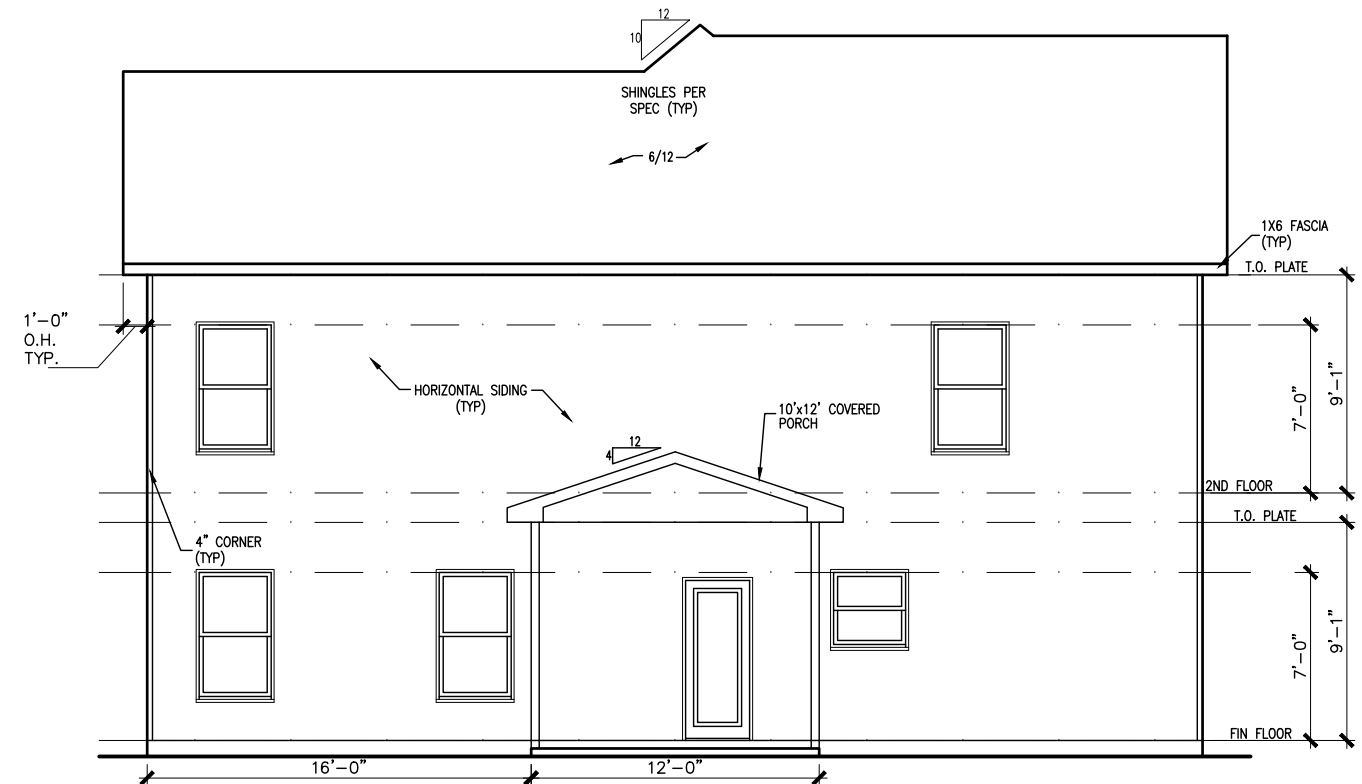 12
10
SHINGLES PER
SPEC (TYP)
6/12
1X6 FASCIA
(TYP)
T.O. PLATE
1'-0"
O.H.
TYP.
HORIZONTAL SIDING
(TYP)
10'x12' COVERED
PORCH
7'-0"
9'-1"
12
4
2ND FLOOR
T.O. PLATE
4" CORNER
(TYP)
7'-0"
9'-1"
FIN FLOOR
16'-0"
12'-0"